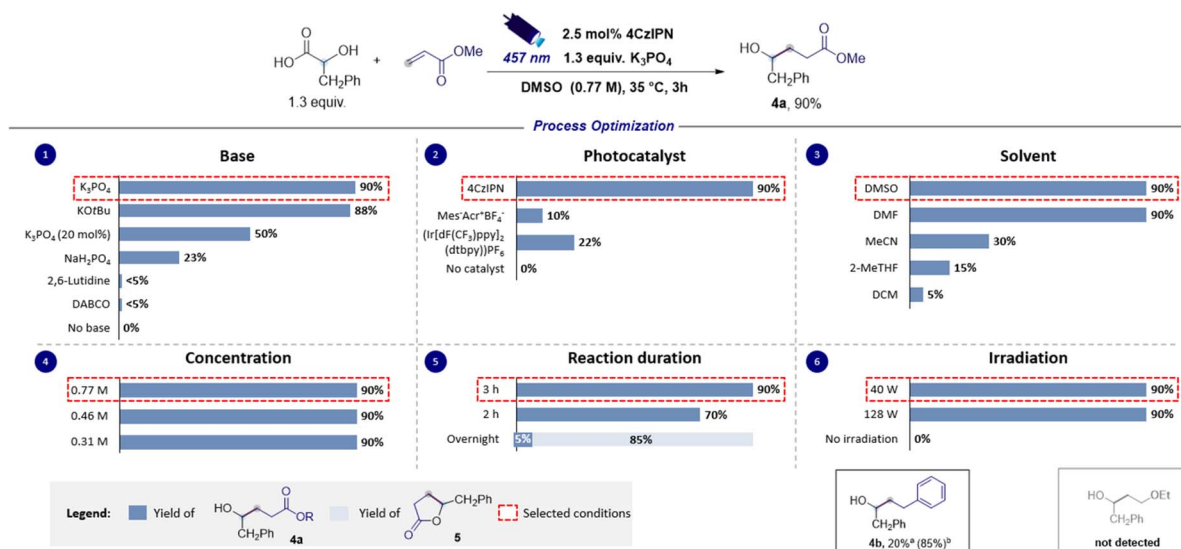 2.5 mol% 4CzIPN
457 nm
1.3 equiv. K₃PO₄
DMSO (0.77 M), 35 °C, 3h
HO
O
OH
CH₂Ph
1.3 equiv.
+
O
Me
O
HO
CH₂Ph
O
O
Me
4a, 90%
Process Optimization
1
Base
K₃PO₄ 90%
KOtBu 88%
K₃PO₄ (20 mol%) 50%
NaH₂PO₄ 23%
2,6-Lutidine <5%
DABCO <5%
No base 0%
2
Photocatalyst
4CzIPN 90%
Mes-Acr⁺BF₄⁻ 10%
(Ir[dF(CF₃)ppy]₂
(dtbpy))PF₆ 22%
No catalyst 0%
3
Solvent
DMSO 90%
DMF 90%
MeCN 30%
2-MeTHF 15%
DCM 5%
4
Concentration
0.77 M 90%
0.46 M 90%
0.31 M 90%
5
Reaction duration
3 h 90%
2 h 70%
Overnight 5% 85%
6
Irradiation
40 W 90%
128 W 90%
No irradiation 0%
Legend:
Yield of
HO
CH₂Ph
O
OR
4a
Yield of
O
O
CH₂Ph
5
Selected conditions
HO
CH₂Ph
4b, 20%ᵃ (85%)ᵇ
HO
OEt
CH₂Ph
not detected